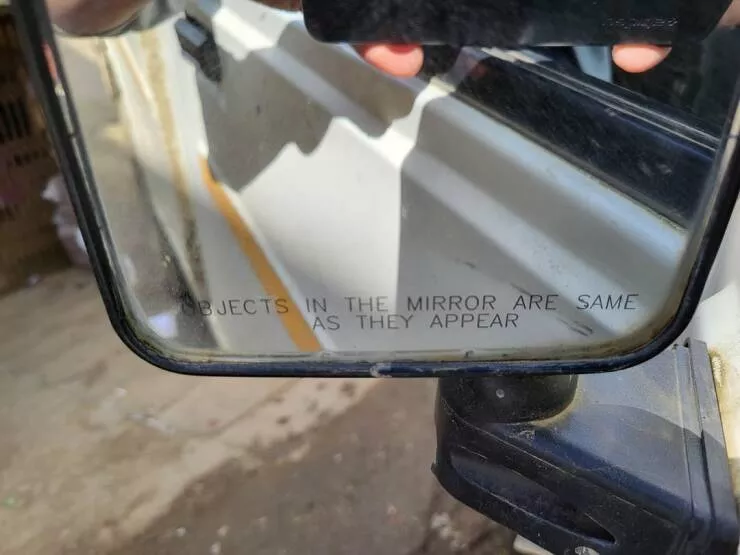 OBJECTS IN THE MIRROR ARE SAME
AS THEY APPEAR